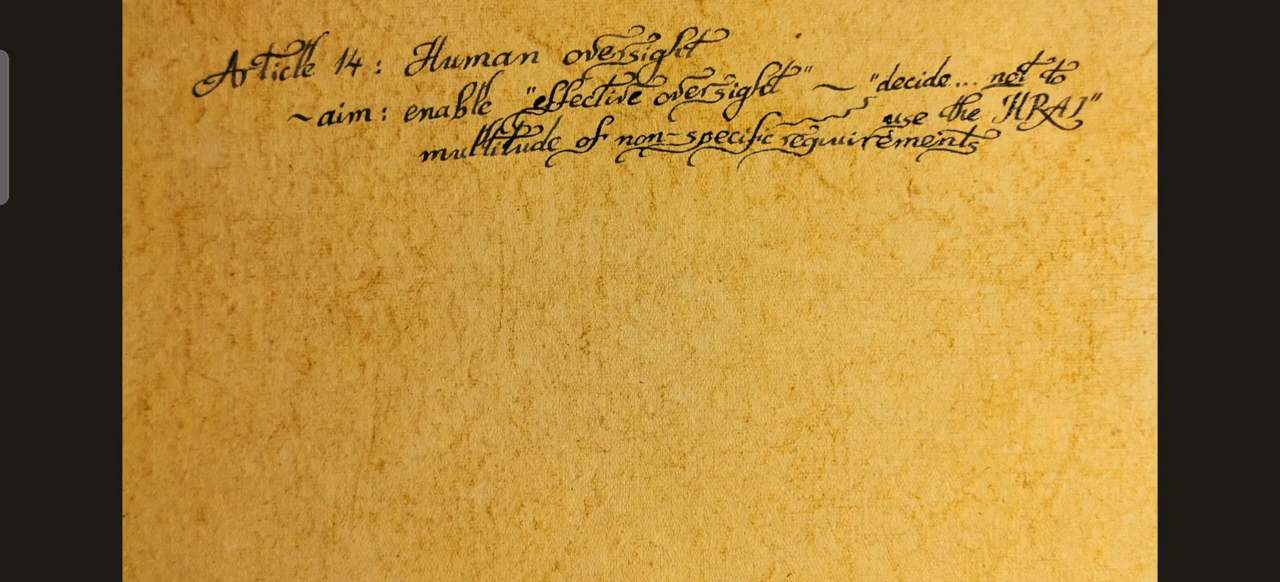 Article 14: Human oversight
~aim: enable "effective oversight" ~ "decide... not to
use the HRAI"
multitude of non-specific requirements